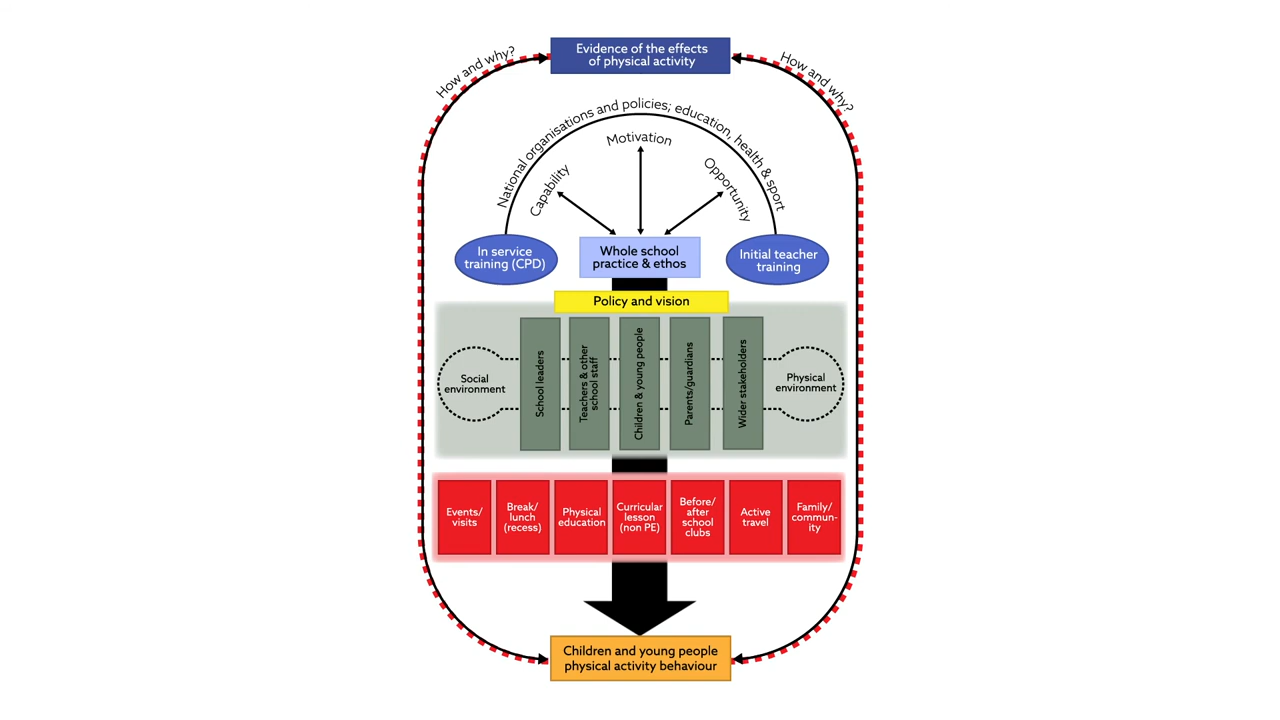 Evidence of the effects
of physical activity
How and why?
How and why?
National organisations and policies; education, health & sport
Motivation
Capability
Opportunity
In service
training (CPD)
Whole school
practice & ethos
Initial teacher
training
Policy and vision
Social
environment
School leaders
Teachers & other
school staff
Children & young people
Parents/guardians
Wider stakeholders
Physical
environment
Events/
visits
Break/
lunch
(recess)
Physical
education
Curricular
lesson
(non PE)
Before/
after
school
clubs
Active
travel
Family/
commun-
ity
Children and young people
physical activity behaviour